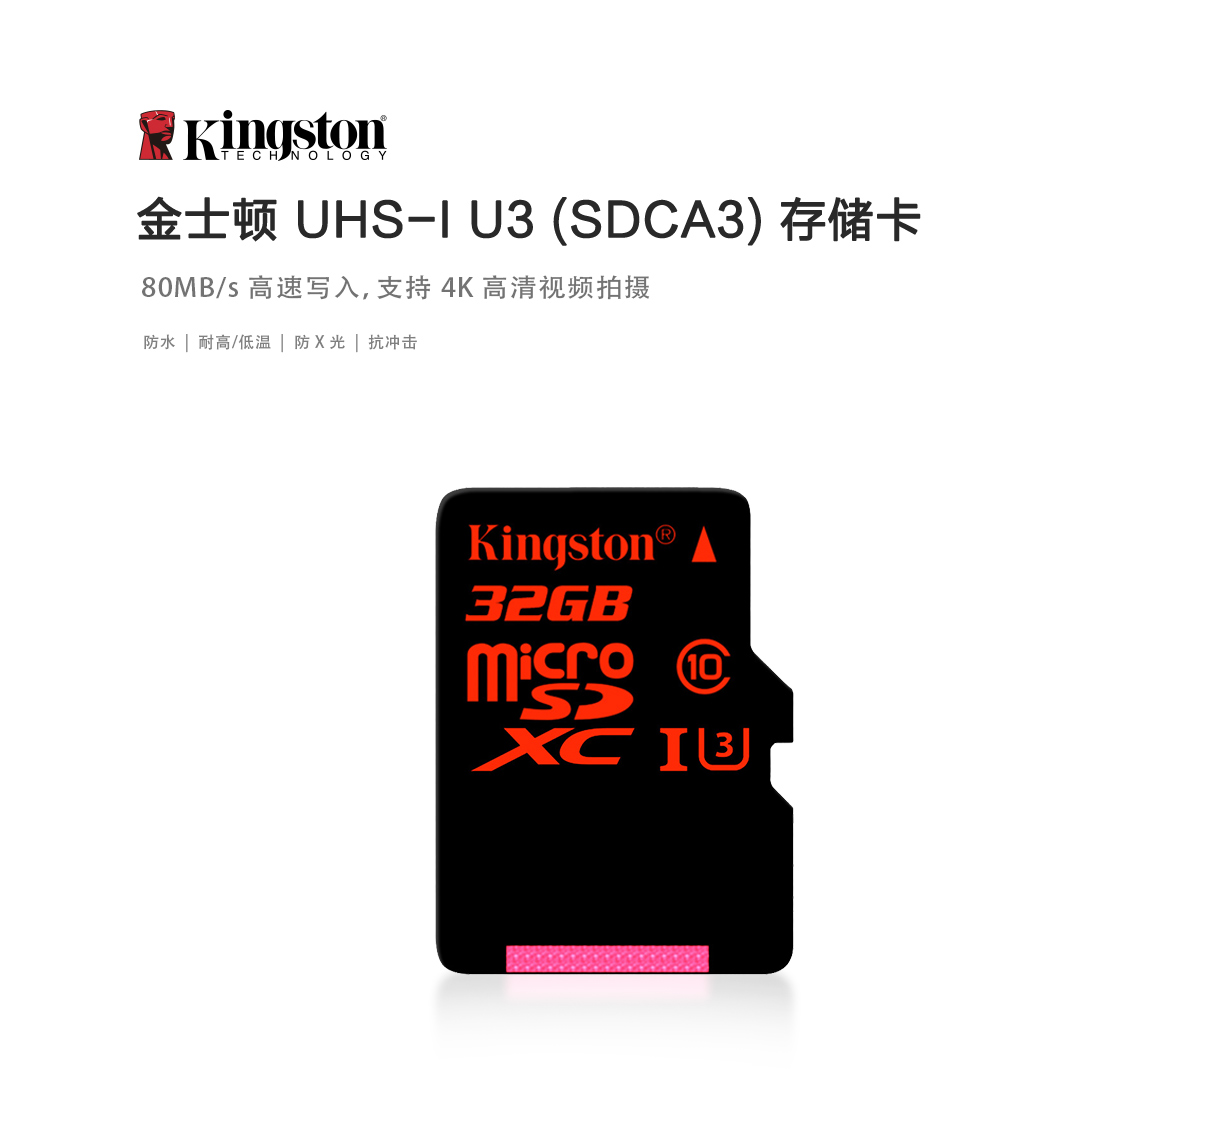 Kingston®
TECHNOLOGY
金士顿 UHS-I U3 (SDCA3) 存储卡
80MB/s 高速写入, 支持 4K 高清视频拍摄
防水 | 耐高/低温 | 防 X 光 | 抗冲击
Kingston®
32GB
micro
SD
XC
10
I U3